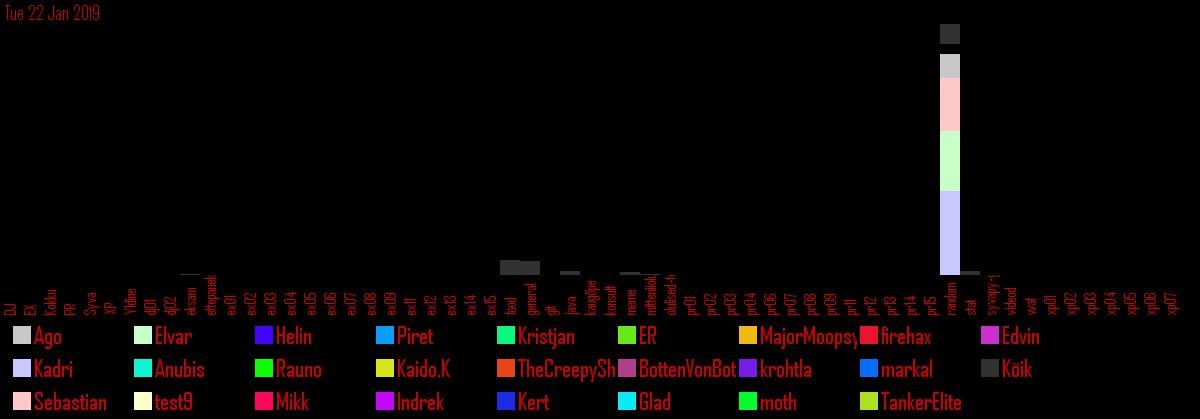 Tue 22 Jan 2019
DJ EX Kokku PR Syva XP Yldine dj01 dj02 eksam ettepanek ex01 ex02 ex03 ex04 ex05 ex06 ex07 ex08 ex09 ex11 ex12 ex13 ex14 ex15 food general git java kaugõpe konsult meme mitteniilolu olulised-h pr01 pr02 pr03 pr04 pr06 pr07 pr08 pr09 pr11 pr12 pr13 pr14 pr15 random stat videod wat xp01 xp02 xp03 xp04 xp05 xp06 xp07
Ago Elvar Helin Piret Kristjan ER MajorMoopsy firehax Edvin
Kadri Anubis Rauno Kaido.K TheCreepySh BottenVonBot krohtla markal Kõik
Sebastian test9 Mikk Indrek Kert Glad moth TankerElite